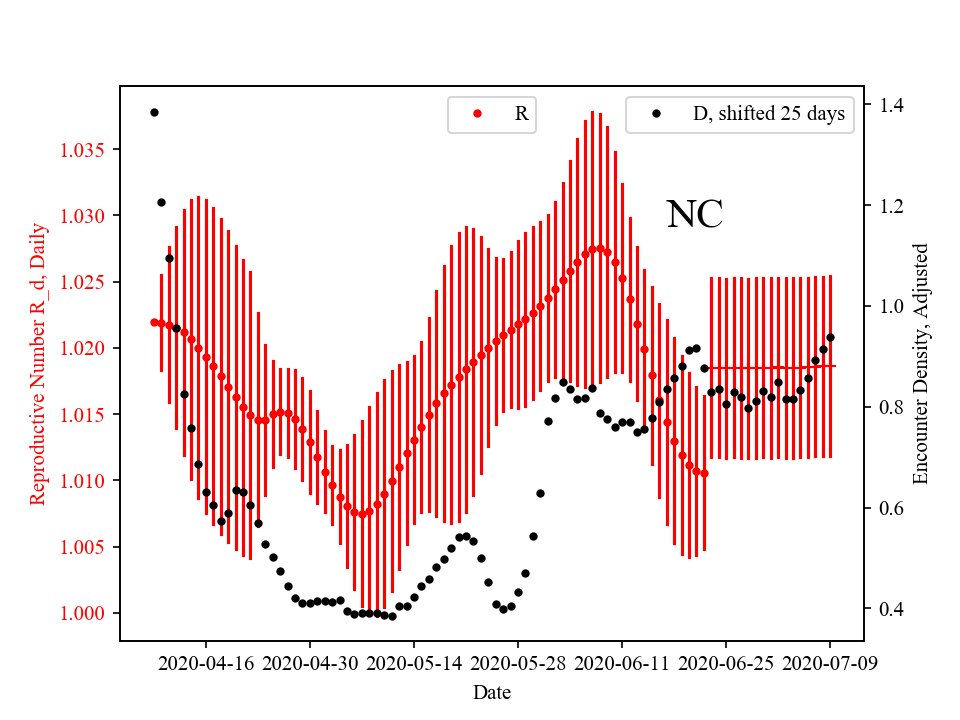 R
D, shifted 25 days
NC
Reproductive Number R_d, Daily
1.035
1.030
1.025
1.020
1.015
1.010
1.005
1.000
1.4
1.2
1.0
0.8
0.6
0.4
Encounter Density, Adjusted
2020-04-16 2020-04-30 2020-05-14 2020-05-28 2020-06-11 2020-06-25 2020-07-09
Date